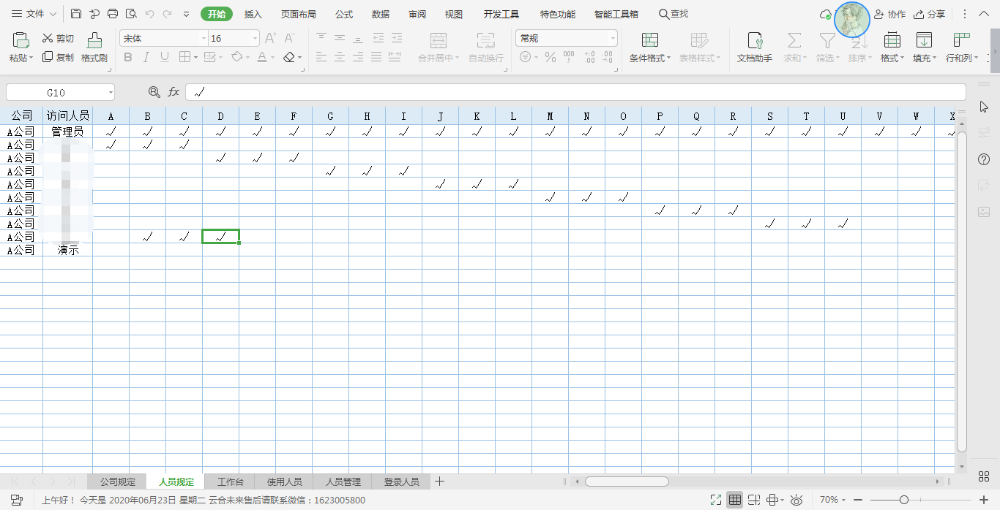 文件 开始 插入 页面布局 公式 数据 审阅 视图 开发工具 特色功能 智能工具箱 查找 协作 分享
粘贴 剪切 复制 格式刷 宋体 16 A+ A- B I U A 合并居中 自动换行 常规 条件格式 表格样式 文档助手 求和 筛选 排序 格式 填充 行和列
G10 fx √
公司 访问人员 A B C D E F G H I J K L M N O P Q R S T U V W X
A公司 管理员 √ √ √ √ √ √ √ √ √ √ √ √ √ √ √ √ √ √ √ √ √ √ √ √
A公司 √ √ √
A公司 √ √ √
A公司 √ √ √
A公司 √ √ √
A公司 √ √ √
A公司 √ √ √
A公司 √ √ √
A公司 √ √ √
A公司 演示
公司规定 人员规定 工作台 使用人员 人员管理 登录人员
上午好！ 今天是 2020年06月23日 星期二 云合未来售后请联系微信：1623005800 70%